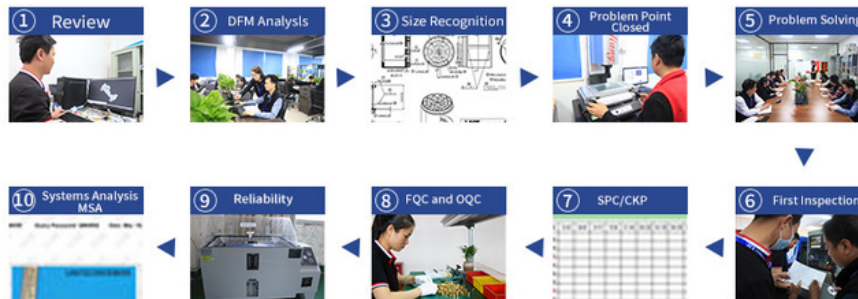 ① Review
② DFM Analysls
③ Size Recognition
④ Problem Point
Closed
⑤ Problem Solving
⑩ Systems Analysis
MSA
⑨ Reliability
⑧ FQC and OQC
⑦ SPC/CKP
⑥ First Inspection